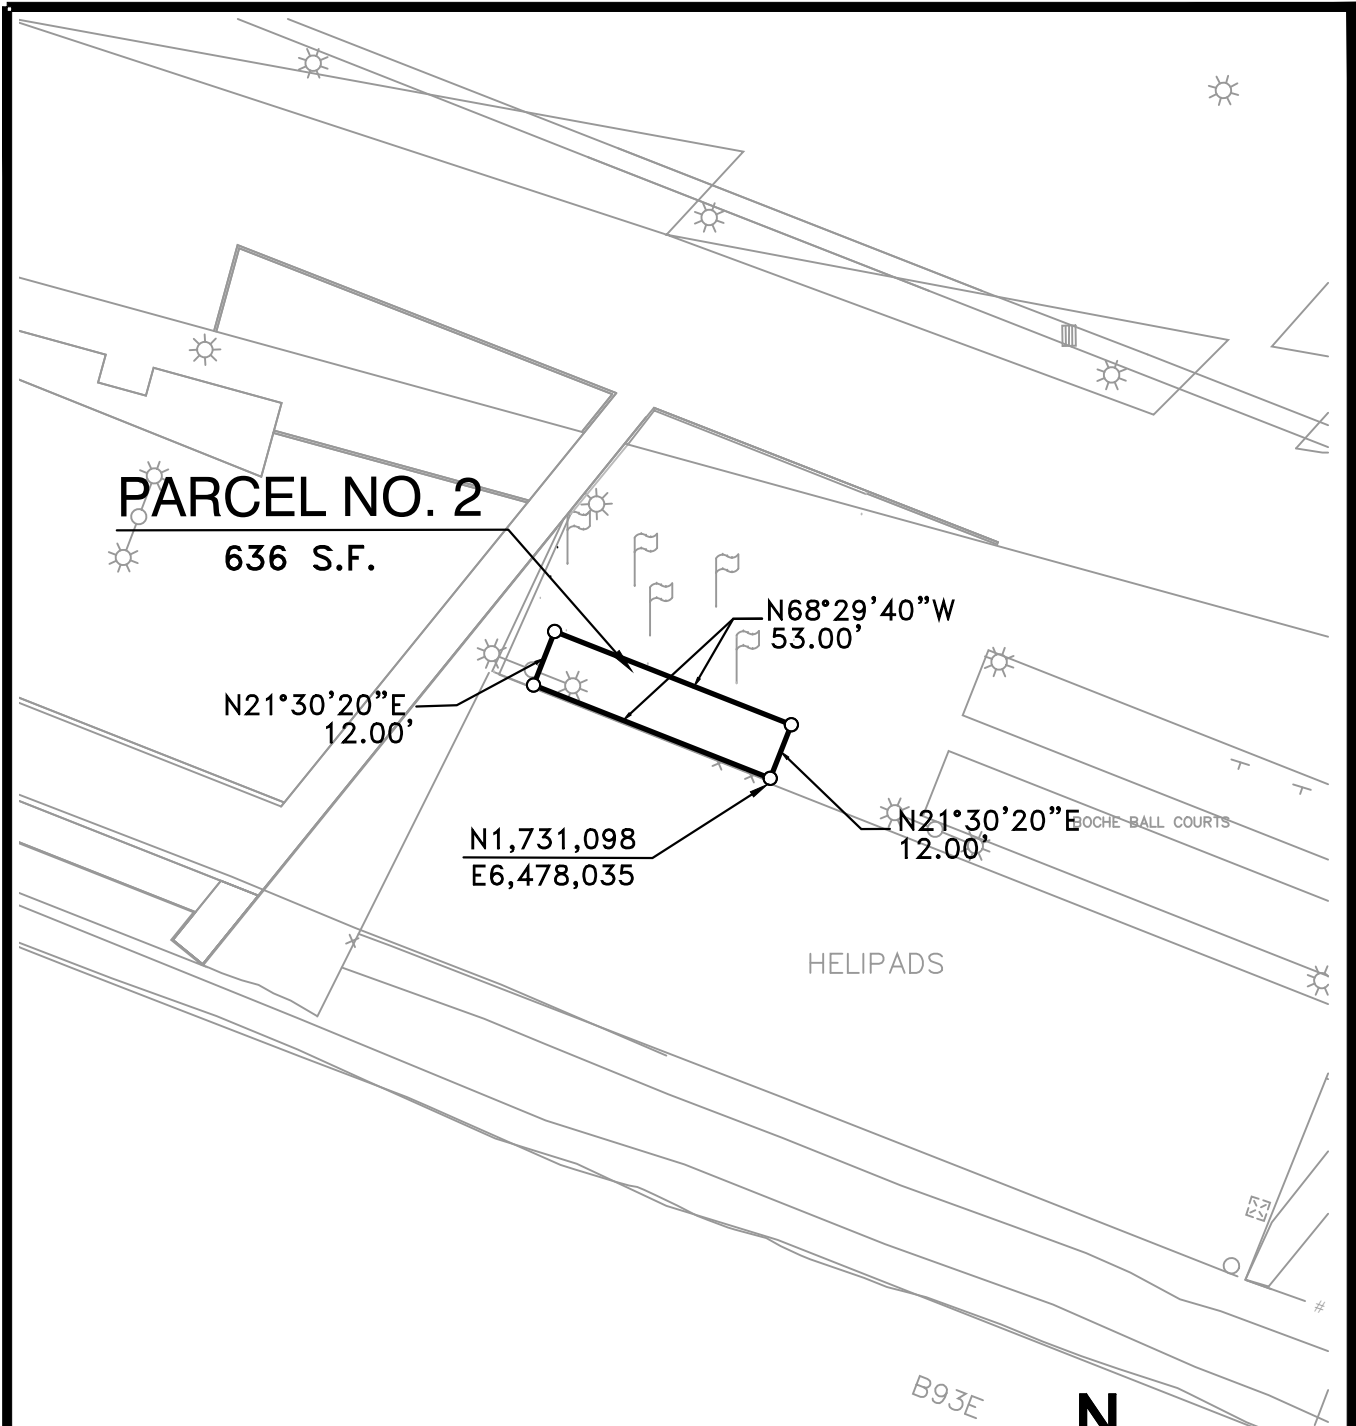 PARCEL NO. 2
636 S.F.
N68°29'40"W
53.00'
N21°30'20"E
12.00'
N21°30'20"E
12.00'
BOCHE BALL COURTS
N1,731,098
E6,478,035
HELIPADS
#
B93E
N